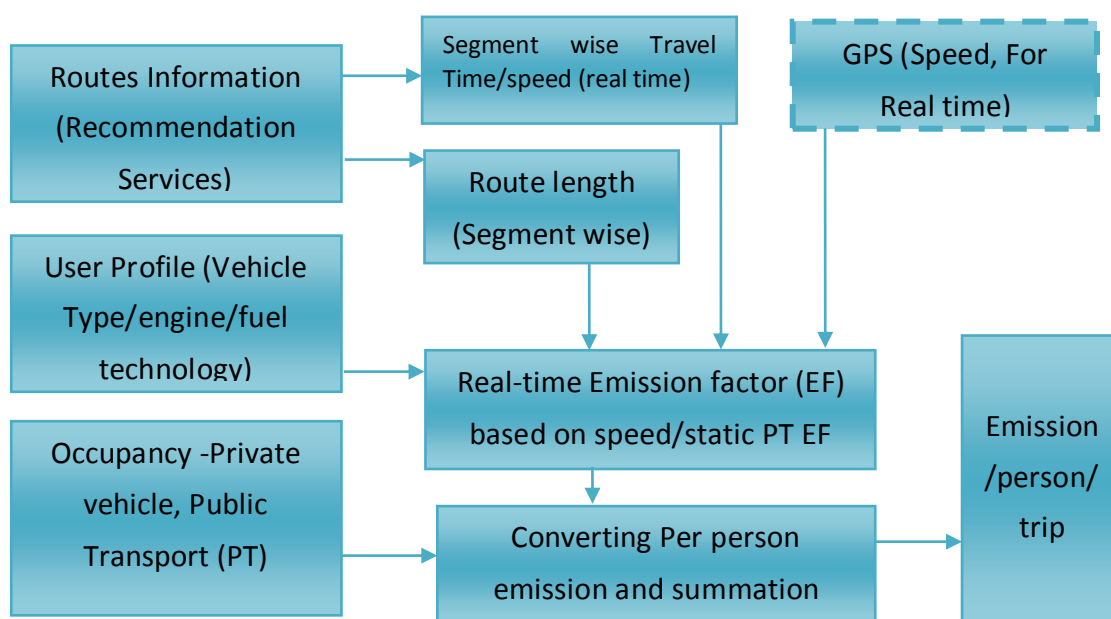 Routes Information
(Recommendation
Services)
Segment wise Travel
Time/speed (real time)
GPS (Speed, For
Real time)
Route length
(Segment wise)
User Profile (Vehicle
Type/engine/fuel
technology)
Real-time Emission factor (EF)
based on speed/static PT EF
Occupancy -Private
vehicle, Public
Transport (PT)
Converting Per person
emission and summation
Emission
/person/
trip